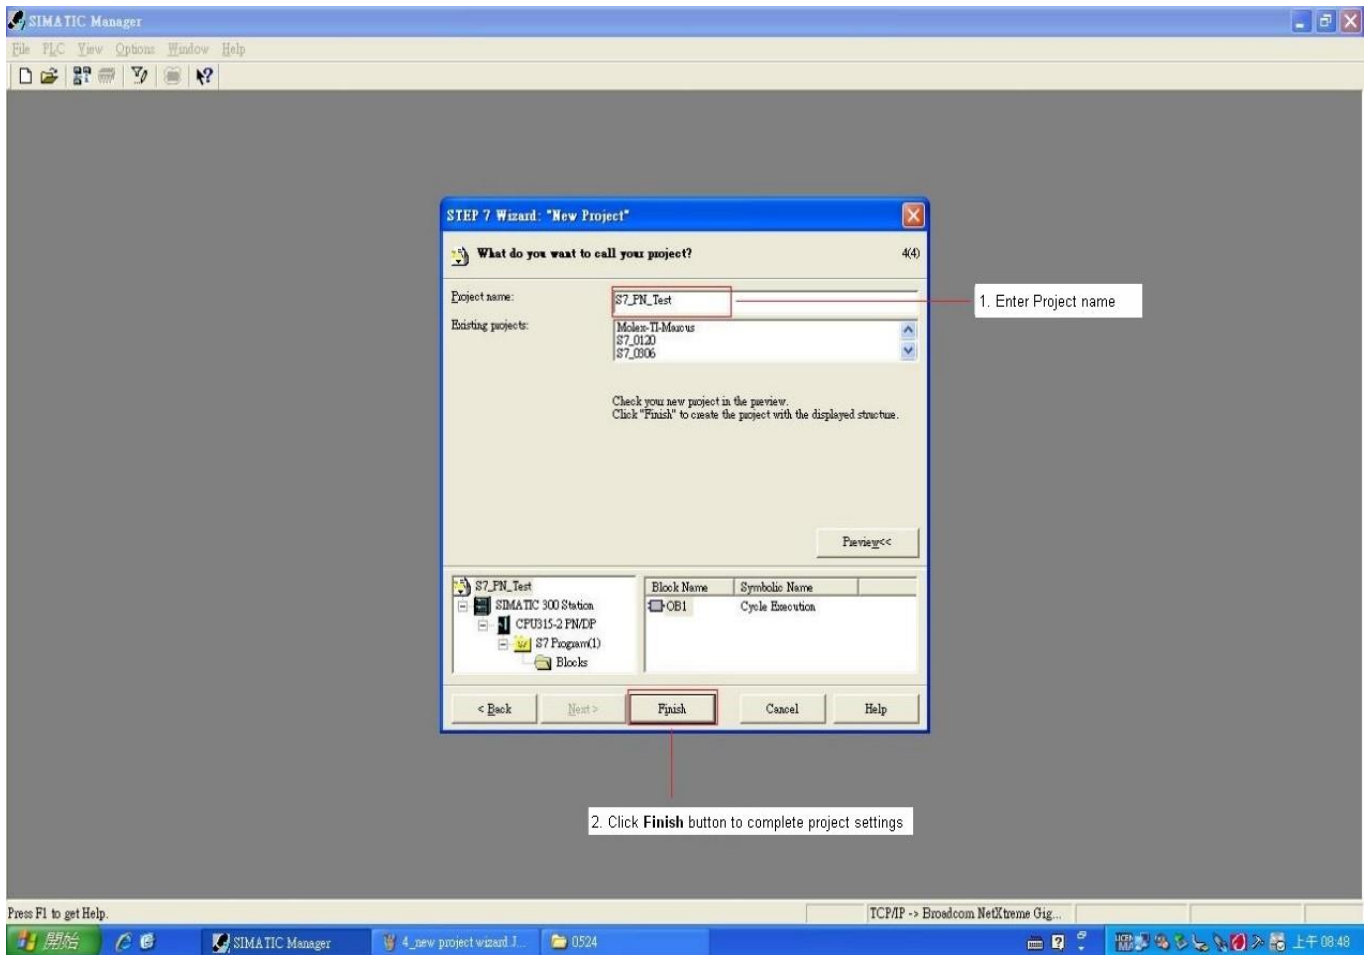 SIMATIC Manager
File PLC View Options Window Help
STEP 7 Wizard: "New Project"
What do you want to call your project? 4(4)
Project name: S7_PN_Test
1. Enter Project name
Existing projects: Molex-TI-Marcus
S7_0120
S7_0306
Check your new project in the preview.
Click "Finish" to create the project with the displayed structure.
Preview<<
S7_PN_Test
SIMATIC 300 Station
CPU315-2 PN/DP
S7 Program(1)
Blocks
Block Name Symbolic Name
OB1 Cycle Execution
< Back Next > Finish Cancel Help
2. Click Finish button to complete project settings
Press F1 to get Help. TCP/IP -> Broadcom NetXtreme Gig...
開始 SIMATIC Manager 4_new project wizard J... 0524 上午 08:48